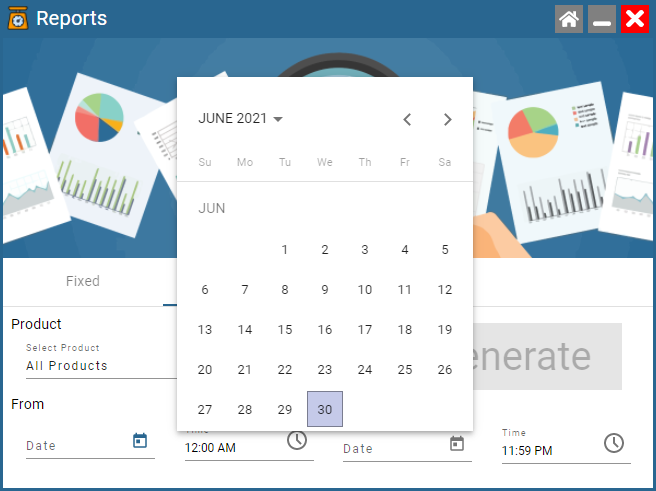 Reports
JUNE 2021
Su Mo Tu We Th Fr Sa
JUN
1 2 3 4 5
6 7 8 9 10 11 12
13 14 15 16 17 18 19
20 21 22 23 24 25 26
27 28 29 30
Fixed
Product
Select Product
All Products
enerate
From
Date
Time
12:00 AM
Date
Time
11:59 PM